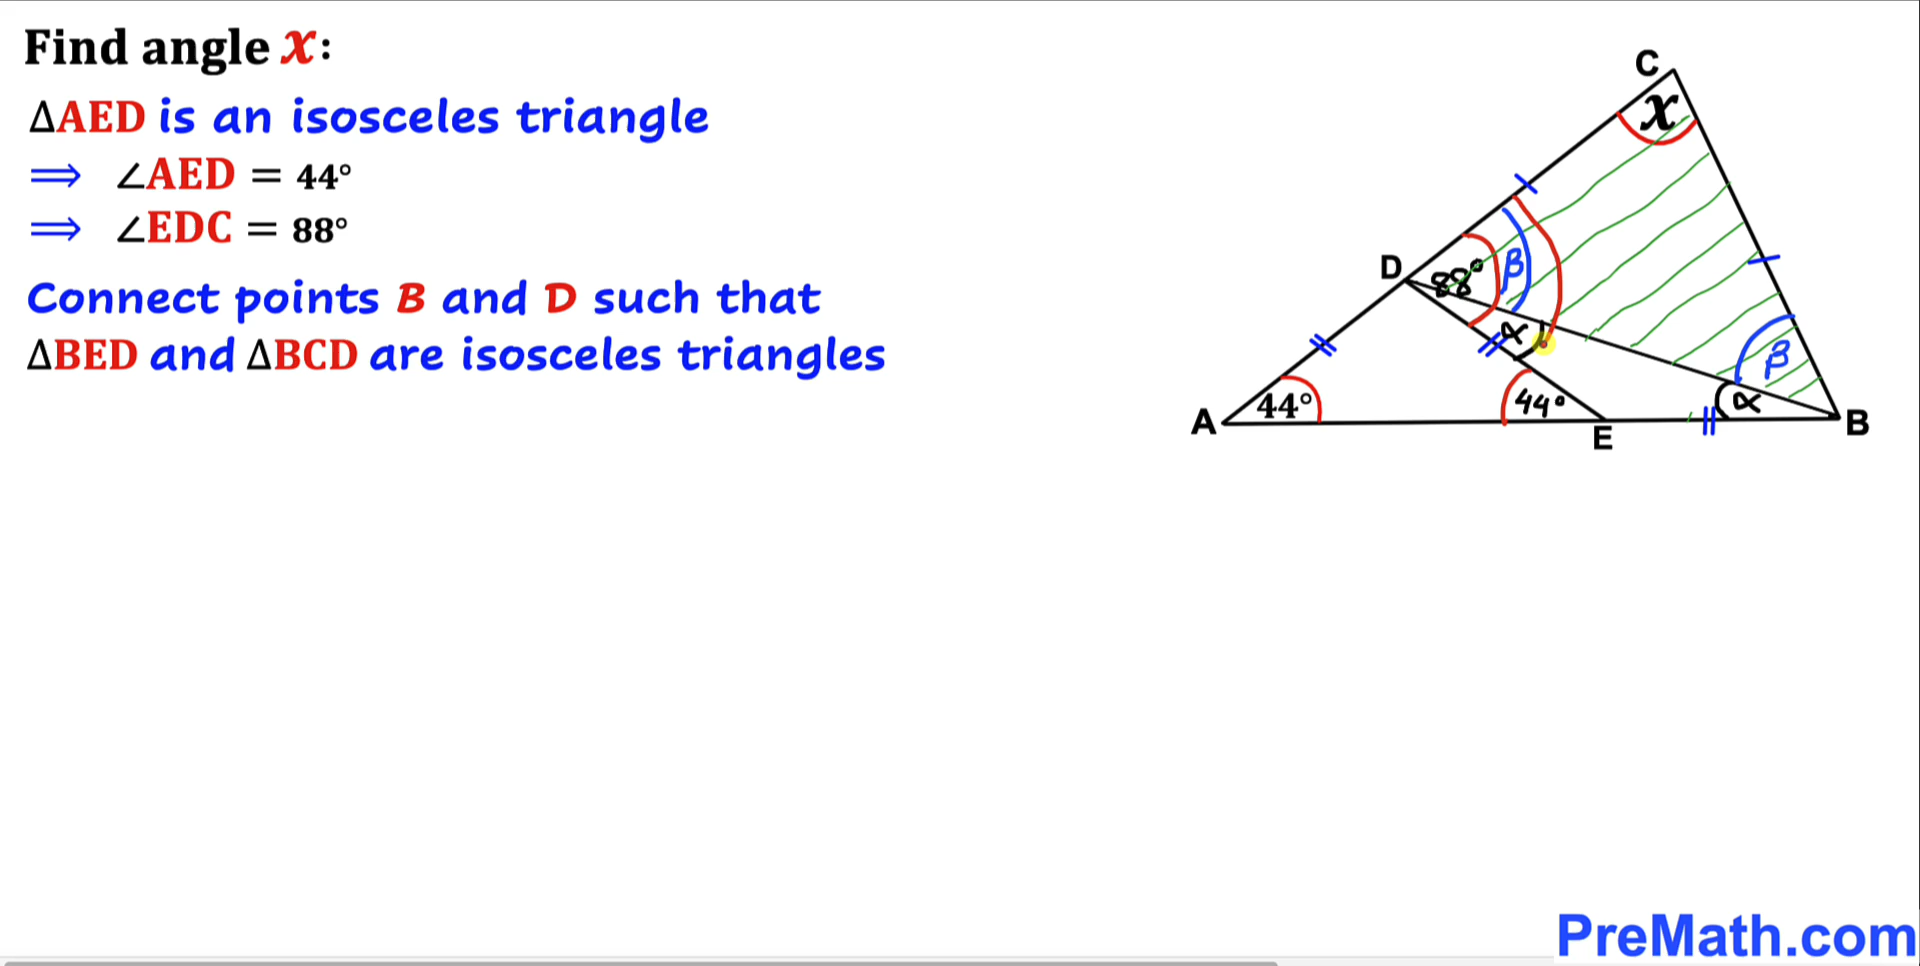 Find angle x:
ΔAED is an isosceles triangle
⟹ ∠AED = 44°
⟹ ∠EDC = 88°
Connect points B and D such that
ΔBED and ΔBCD are isosceles triangles
C
x
D
88°
β
α
β
A
44°
44°
α
B
E
PreMath.com